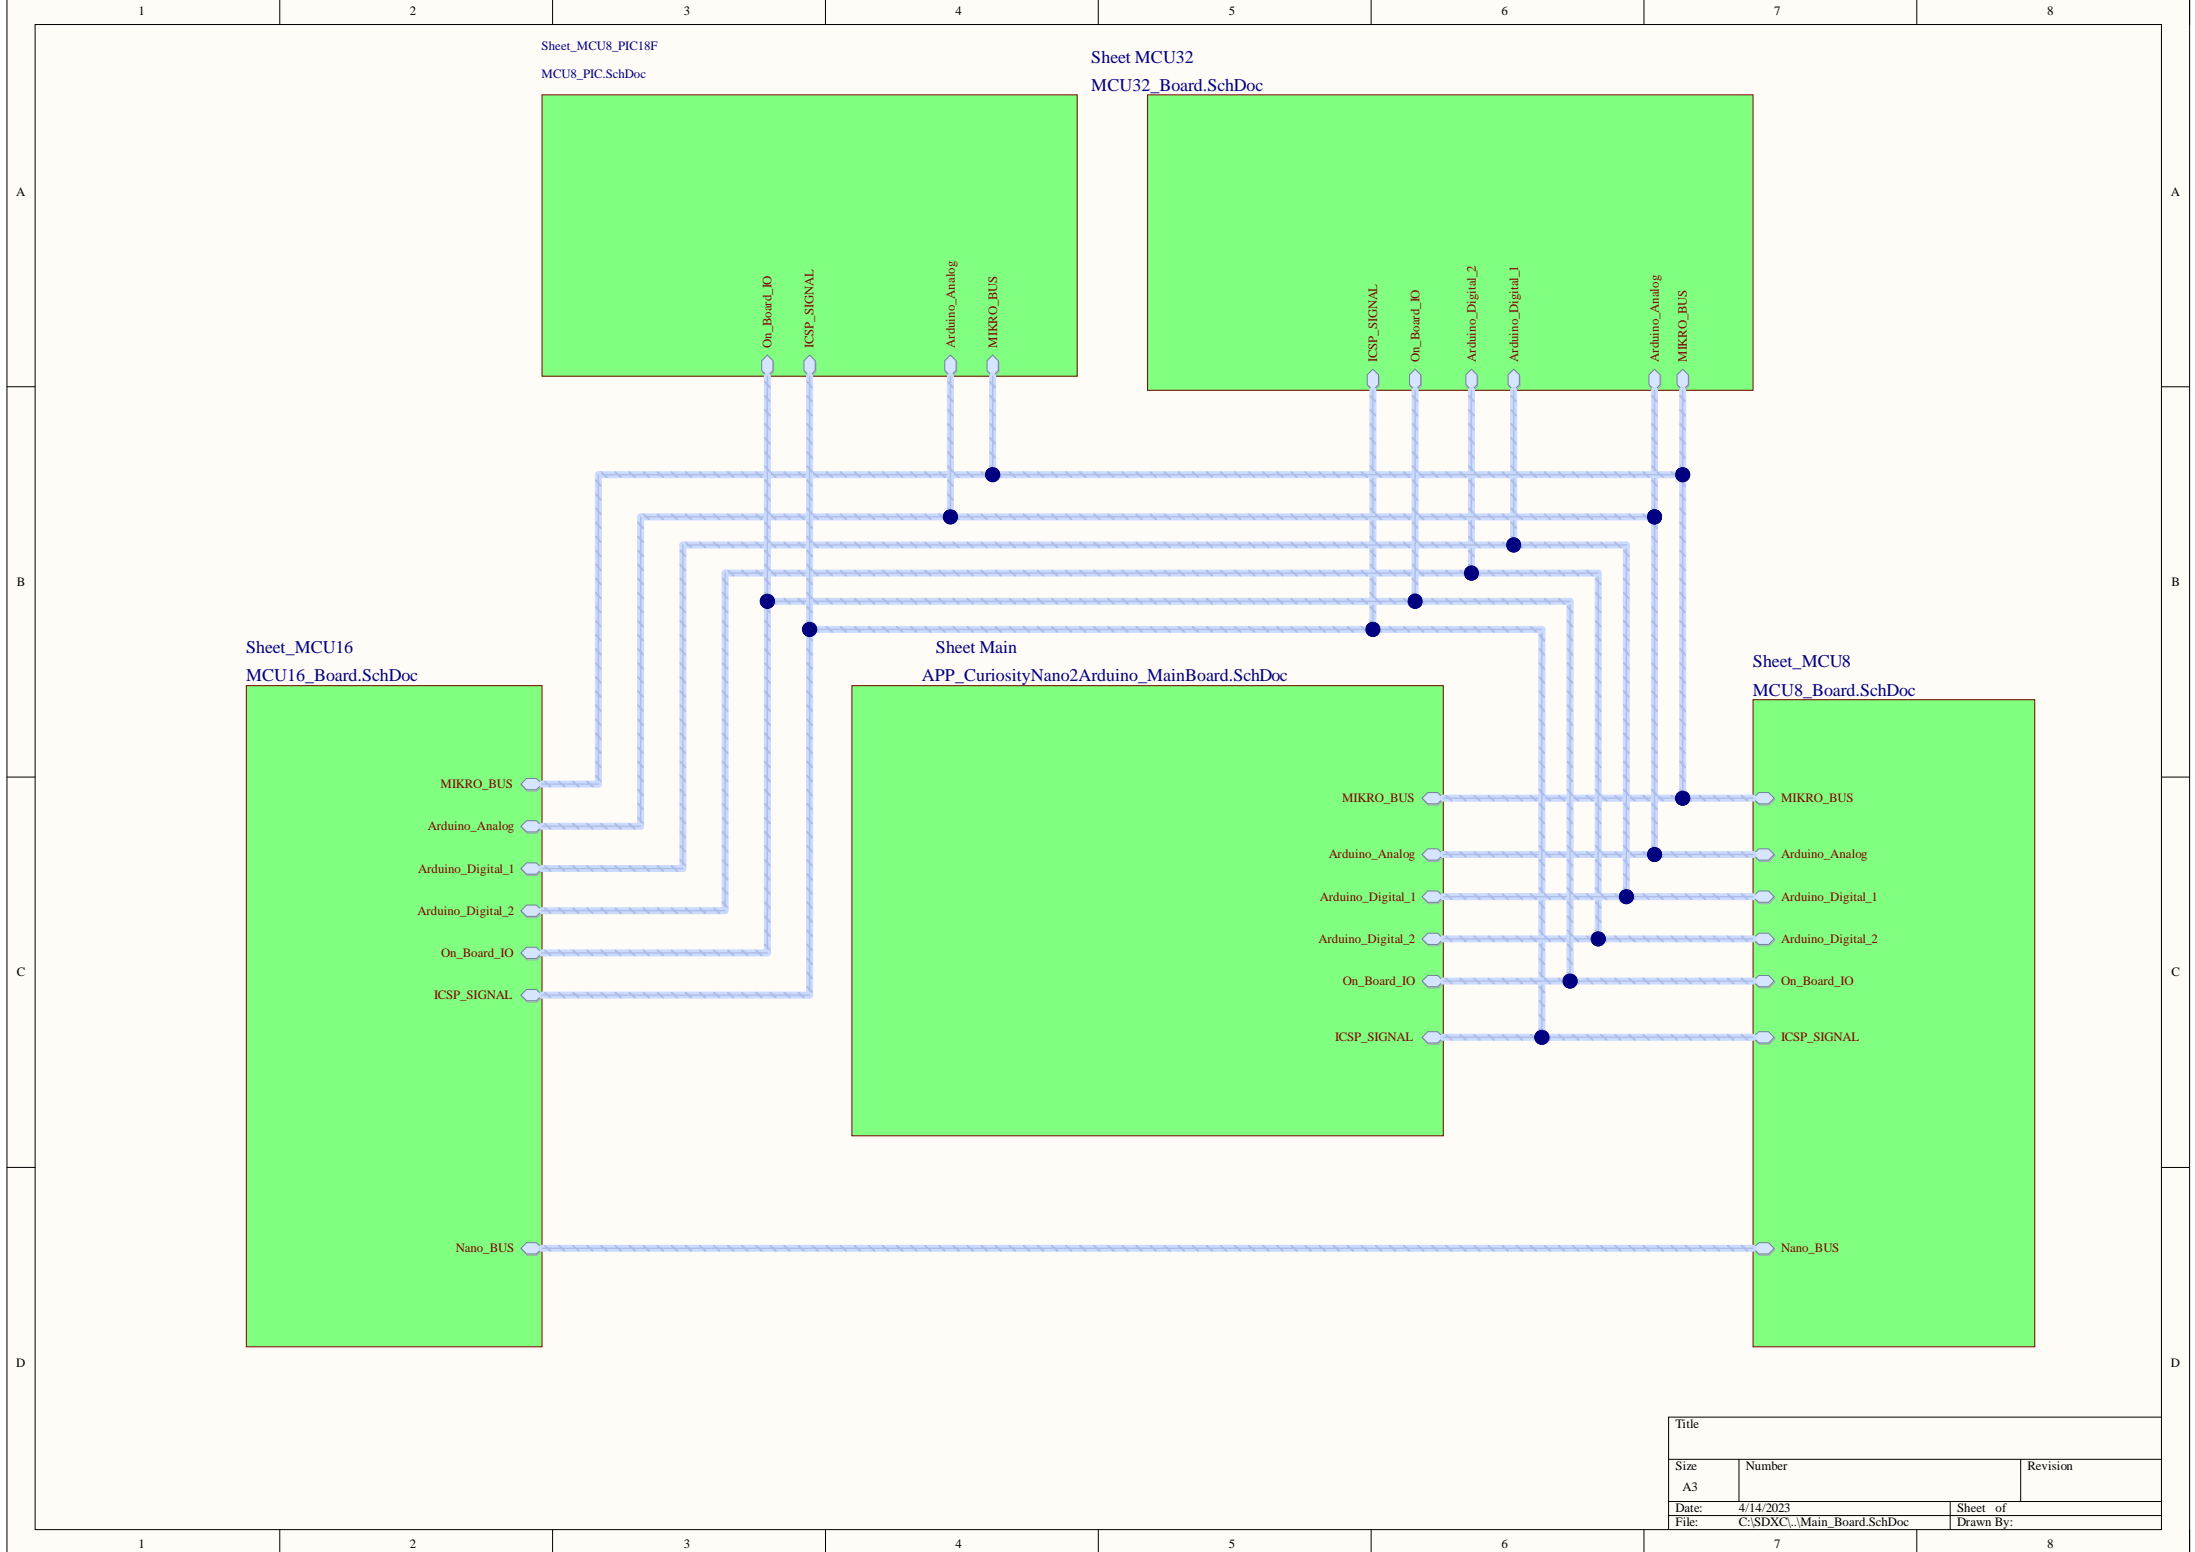 1 2 3 4 5 6 7 8
Sheet_MCU8_PIC18F
MCU8_PIC.SchDoc
Sheet MCU32
MCU32_Board.SchDoc
A A
On_Board_IO
ICSP_SIGNAL
Arduino_Analog
MIKRO_BUS
ICSP_SIGNAL
On_Board_IO
Arduino_Digital_2
Arduino_Digital_1
Arduino_Analog
MIKRO_BUS
B B
Sheet_MCU16
MCU16_Board.SchDoc
MIKRO_BUS
Arduino_Analog
Arduino_Digital_1
Arduino_Digital_2
On_Board_IO
ICSP_SIGNAL
Nano_BUS
Sheet Main
APP_CuriosityNano2Arduino_MainBoard.SchDoc
MIKRO_BUS
Arduino_Analog
Arduino_Digital_1
Arduino_Digital_2
On_Board_IO
ICSP_SIGNAL
Sheet_MCU8
MCU8_Board.SchDoc
MIKRO_BUS
Arduino_Analog
Arduino_Digital_1
Arduino_Digital_2
On_Board_IO
ICSP_SIGNAL
Nano_BUS
C C
D D
Title
Size Number Revision
A3
Date: 4/14/2023 Sheet of
File: C:\SDXC\..\Main_Board.SchDoc Drawn By:
1 2 3 4 5 6 7 8